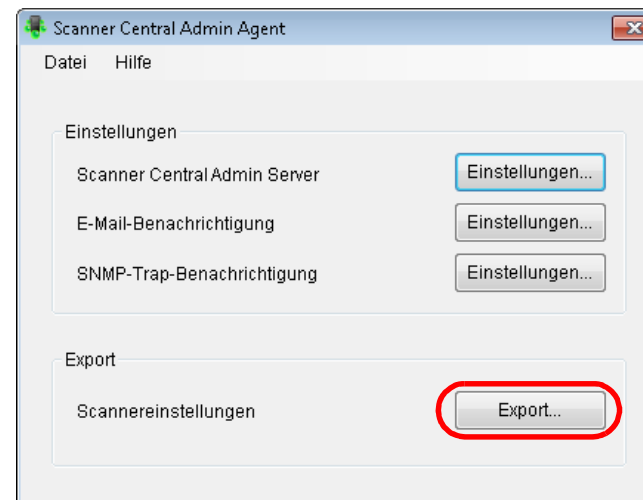 Scanner Central Admin Agent
Datei Hilfe
Einstellungen
Scanner Central Admin Server Einstellungen...
E-Mail-Benachrichtigung Einstellungen...
SNMP-Trap-Benachrichtigung Einstellungen...
Export
Scannereinstellungen Export...